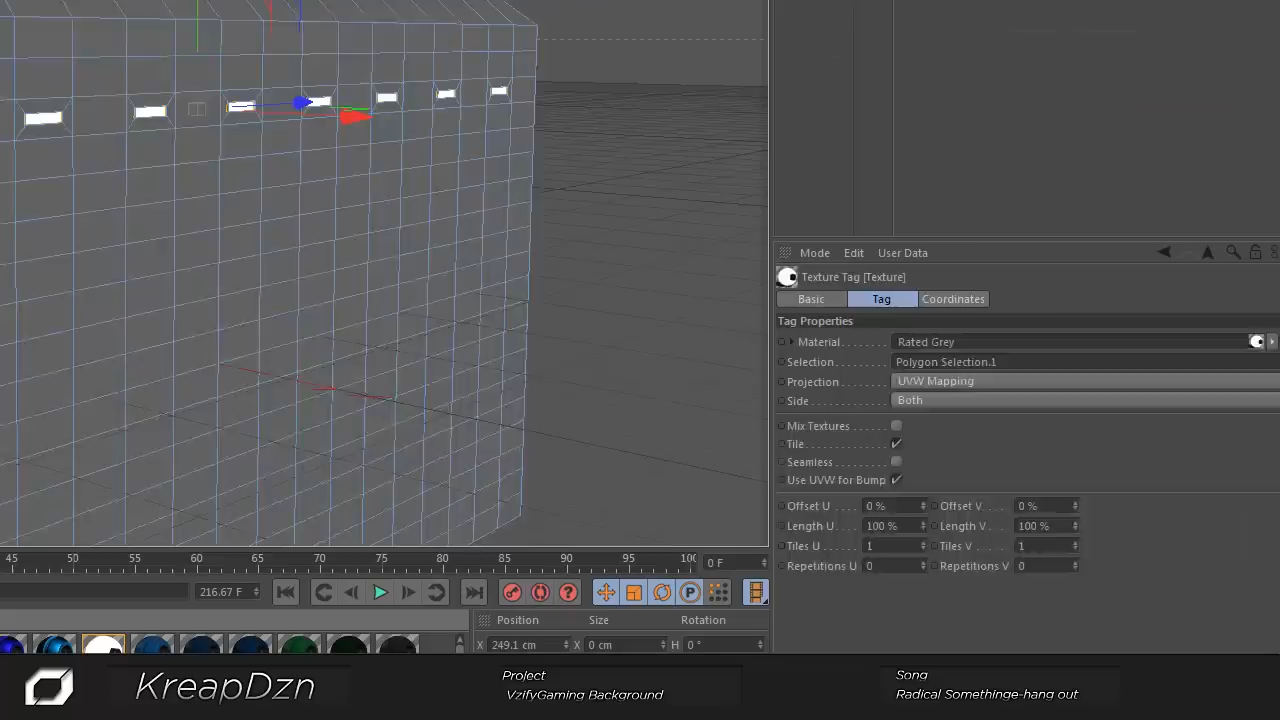 Mode Edit User Data
Texture Tag [Texture]
Basic Tag Coordinates
Tag Properties
Material . . . . . . . Rated Grey
Selection . . . . . . Polygon Selection.1
Projection . . . . . UVW Mapping
Side . . . . . . . . . . Both
Mix Textures . . . . . .
Tile . . . . . . . . . . . . . .
Seamless . . . . . . . . .
Use UVW for Bump
Offset U . . . . 0 % Offset V . . . . 0 %
Length U . . . 100 % Length V . . . 100 %
Tiles U . . . . . 1 Tiles V . . . . . 1
Repetitions U 0 Repetitions V 0
45 50 55 60 65 70 75 80 85 90 95 100
0 F
216.67 F
P
Position Size Rotation
X 249.1 cm X 0 cm H 0 °
KreapDzn
Project
VzifyGaming Background
Song
Radical Somethinge-hang out